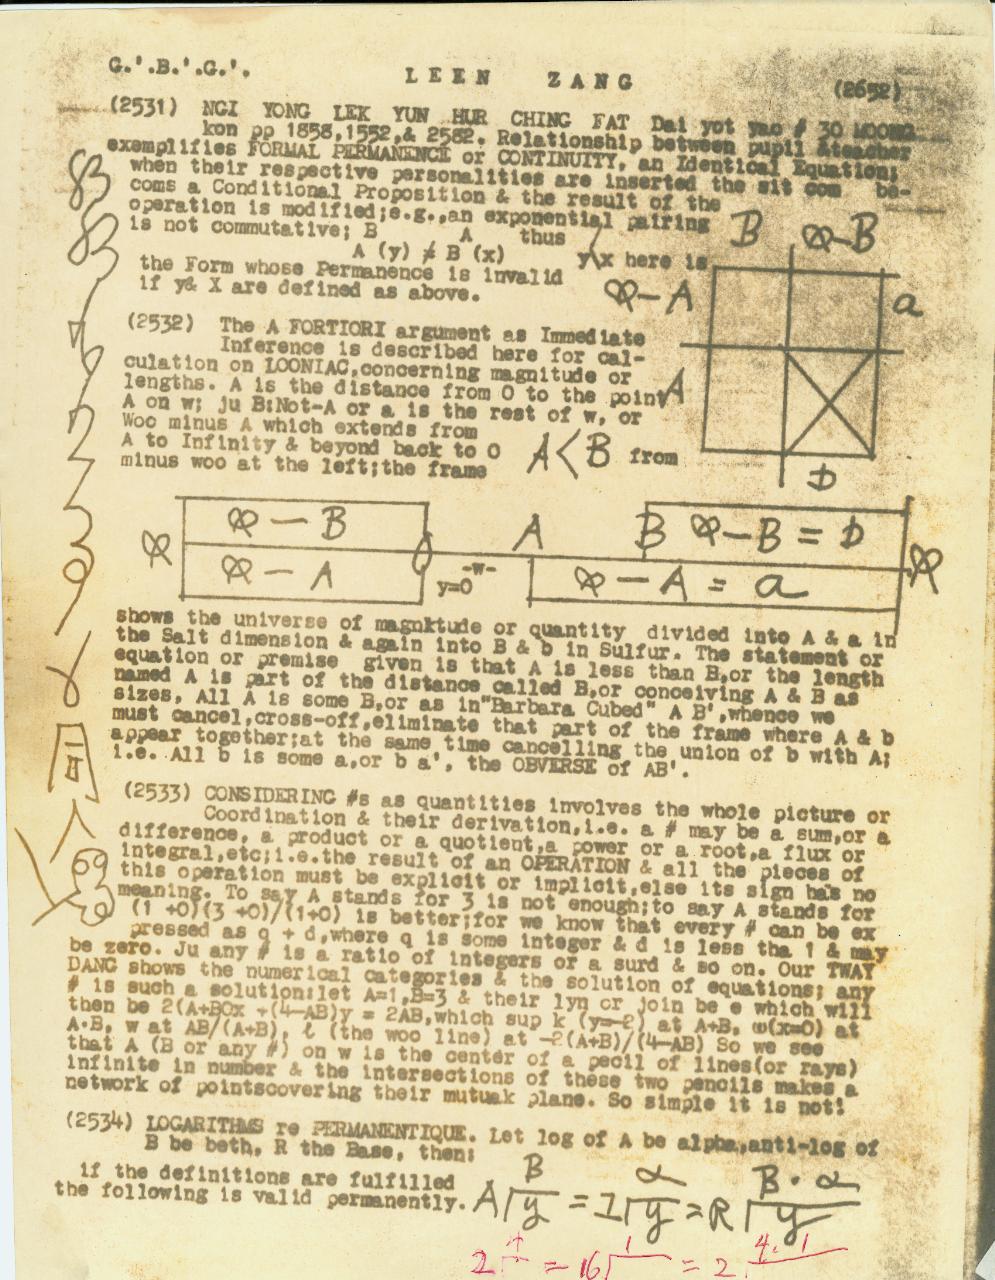 G.'.B.'.G.'.
LEEN ZANG
(2652)
(2531) NGI YONG LEK YUN HUR CHING FAT Dai yot yao # 30 MOONG
kon pp 1858,1552,& 2582. Relationship between pupil &teacher
exemplifies FORMAL PERMANENCE or CONTINUITY, an Identical Equation;
when their respective personalities are inserted the sit com be-
coms a Conditional Proposition & the result of the
operation is modified;e.g.,an exponential pairing
is not commutative; B A thus
A (y) ≠ B (x) y\x here is
the Form whose Permanence is invalid
if y& X are defined as above.
B ∞-B
∞-A a
A
D
(2532) The A FORTIORI argument as Immediate
Inference is described here for cal-
culation on LOONIAC,concerning magnitude or
lengths. A is the distance from O to the point
A on w; ju B:Not-A or a is the rest of w, or
Woo minus A which extends from
A to Infinity & beyond back to O
minus woo at the left;the frame A<B from
∞ - B A B ∞-B = b
∞ O ∞
∞ - A y=0 -w- ∞ - A = a
shows the universe of magnktude or quantity divided into A & a in
the Salt dimension & again into B & b in Sulfur. The statement or
equation or premise given is that A is less than B,or the length
named A is part of the distance called B,or conceiving A & B as
sizes, All A is some B,or as in"Barbara Cubed" A B',whence we
must cancel,cross-off,eliminate that part of the frame where A & b
appear together;at the same time cancelling the union of b with A;
i.e. All b is some a,or b a', the OBVERSE of AB'.
(2533) CONSIDERING #s as quantities involves the whole picture or
Coordination & their derivation,i.e. a # may be a sum,or a
difference, a product or a quotient,a power or a root,a flux or
integral,etc;i.e.the result of an OPERATION & all the pieces of
this operation must be explicit or implicit,else its sign has no
meaning. To say A stands for 3 is not enough;to say A stands for
(1 +0)(3 +0)/(1+0) is better;for we know that every # can be ex
pressed as q + d,where q is some integer & d is less tha 1 & may
be zero. Ju any # is a ratio of integers or a surd & so on. Our TWAY
DANG shows the numerical categories & the solution of equations; any
# is such a solution:let A=1,B=3 & their lyn or join be e which will
then be 2(A+BOx +(4-AB)y = 2AB,which sup k (y=-2) at A+B, w(x=0) at
A·B, w at AB/(A+B), ℓ (the woo line) at -2(A+B)/(4-AB) So we see
that A (B or any #) on w is the center of a pecil of lines(or rays)
infinite in number & the intersections of these two pencils makes a
network of pointscovering their mutuak plane. So simple it is not!
(2534) LOGARITHMS re PERMANENTIQUE. Let log of A be alpha,anti-log of
B be beth, R the Base, then;
if the definitions are fulfilled
the following is valid permanently.